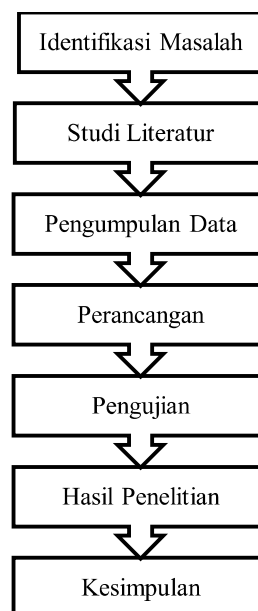 Identifikasi Masalah
Studi Literatur
Pengumpulan Data
Perancangan
Pengujian
Hasil Penelitian
Kesimpulan